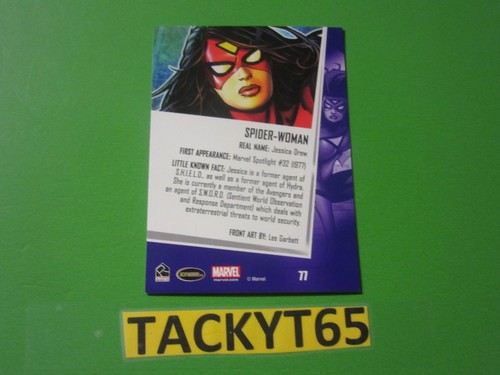 SPIDER-WOMAN
REAL NAME: Jessica Drew
FIRST APPEARANCE: Marvel Spotlight #32 (1977)
LITTLE KNOWN FACT: Jessica is a former agent of
S.H.I.E.L.D., as well as a former agent of Hydra.
She is currently a member of the Avengers and
an agent of S.W.O.R.D. (Sentient World Observation
and Response Department) which deals with
extraterrestrial threats to world security.
FRONT ART BY: Lee Garbett
MARVEL
© Marvel
77
TACKYT65